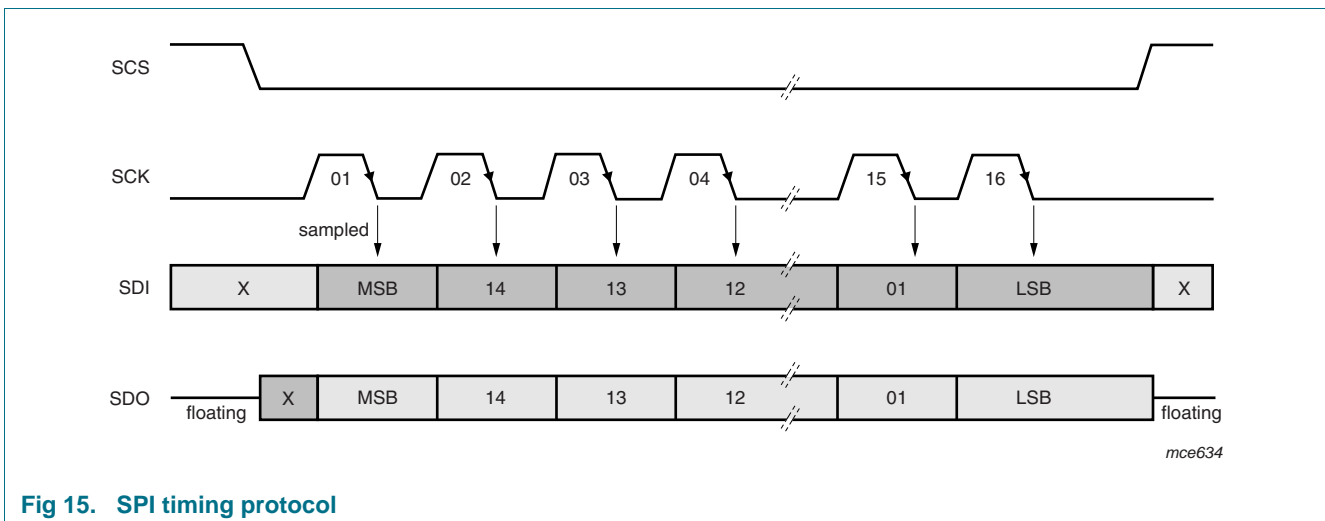 SCS
SCK 01 02 03 04 15 16
sampled
SDI X MSB 14 13 12 01 LSB X
SDO X MSB 14 13 12 01 LSB
floating floating
mce634
Fig 15. SPI timing protocol